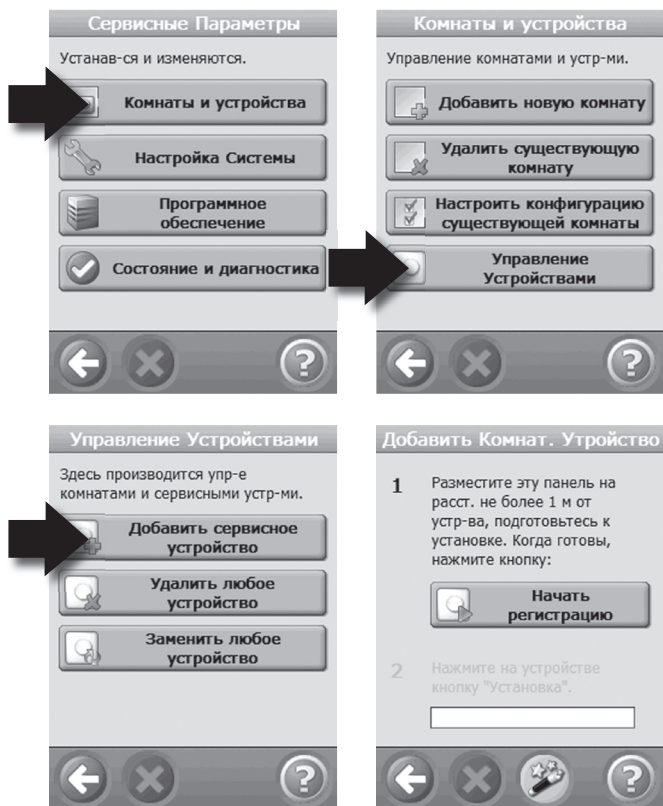 Сервисные Параметры
Устанав-ся и изменяются.
Комнаты и устройства
Настройка Системы
Программное
обеспечение
Состояние и диагностика
Комнаты и устройства
Управление комнатами и устр-ми.
Добавить новую комнату
Удалить существующую
комнату
Настроить конфигурацию
существующей комнаты
Управление
Устройствами
Управление Устройствами
Здесь производится упр-е
комнатами и сервисными устр-ми.
Добавить сервисное
устройство
Удалить любое
устройство
Заменить любое
устройство
Добавить Комнат. Утройство
1 Разместите эту панель на
расст. не более 1 м от
устр-ва, подготовьтесь к
установке. Когда готовы,
нажмите кнопку:
Начать
регистрацию
2 Нажмите на устройстве
кнопку "Установка".